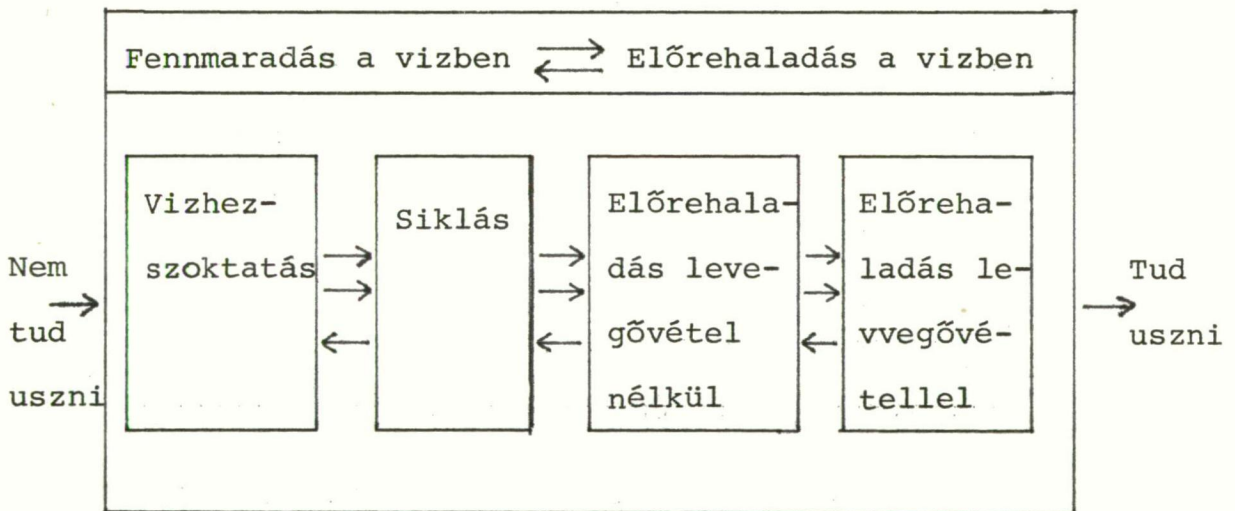 Fennmaradás a vizben Előrehaladás a vizben
Nem
tud
uszni
Vizhez-
szoktatás
Siklás
Előrehala-
dás leve-
gővétel
nélkül
Előreha-
ladás le-
vvegővé-
tellel
Tud
uszni